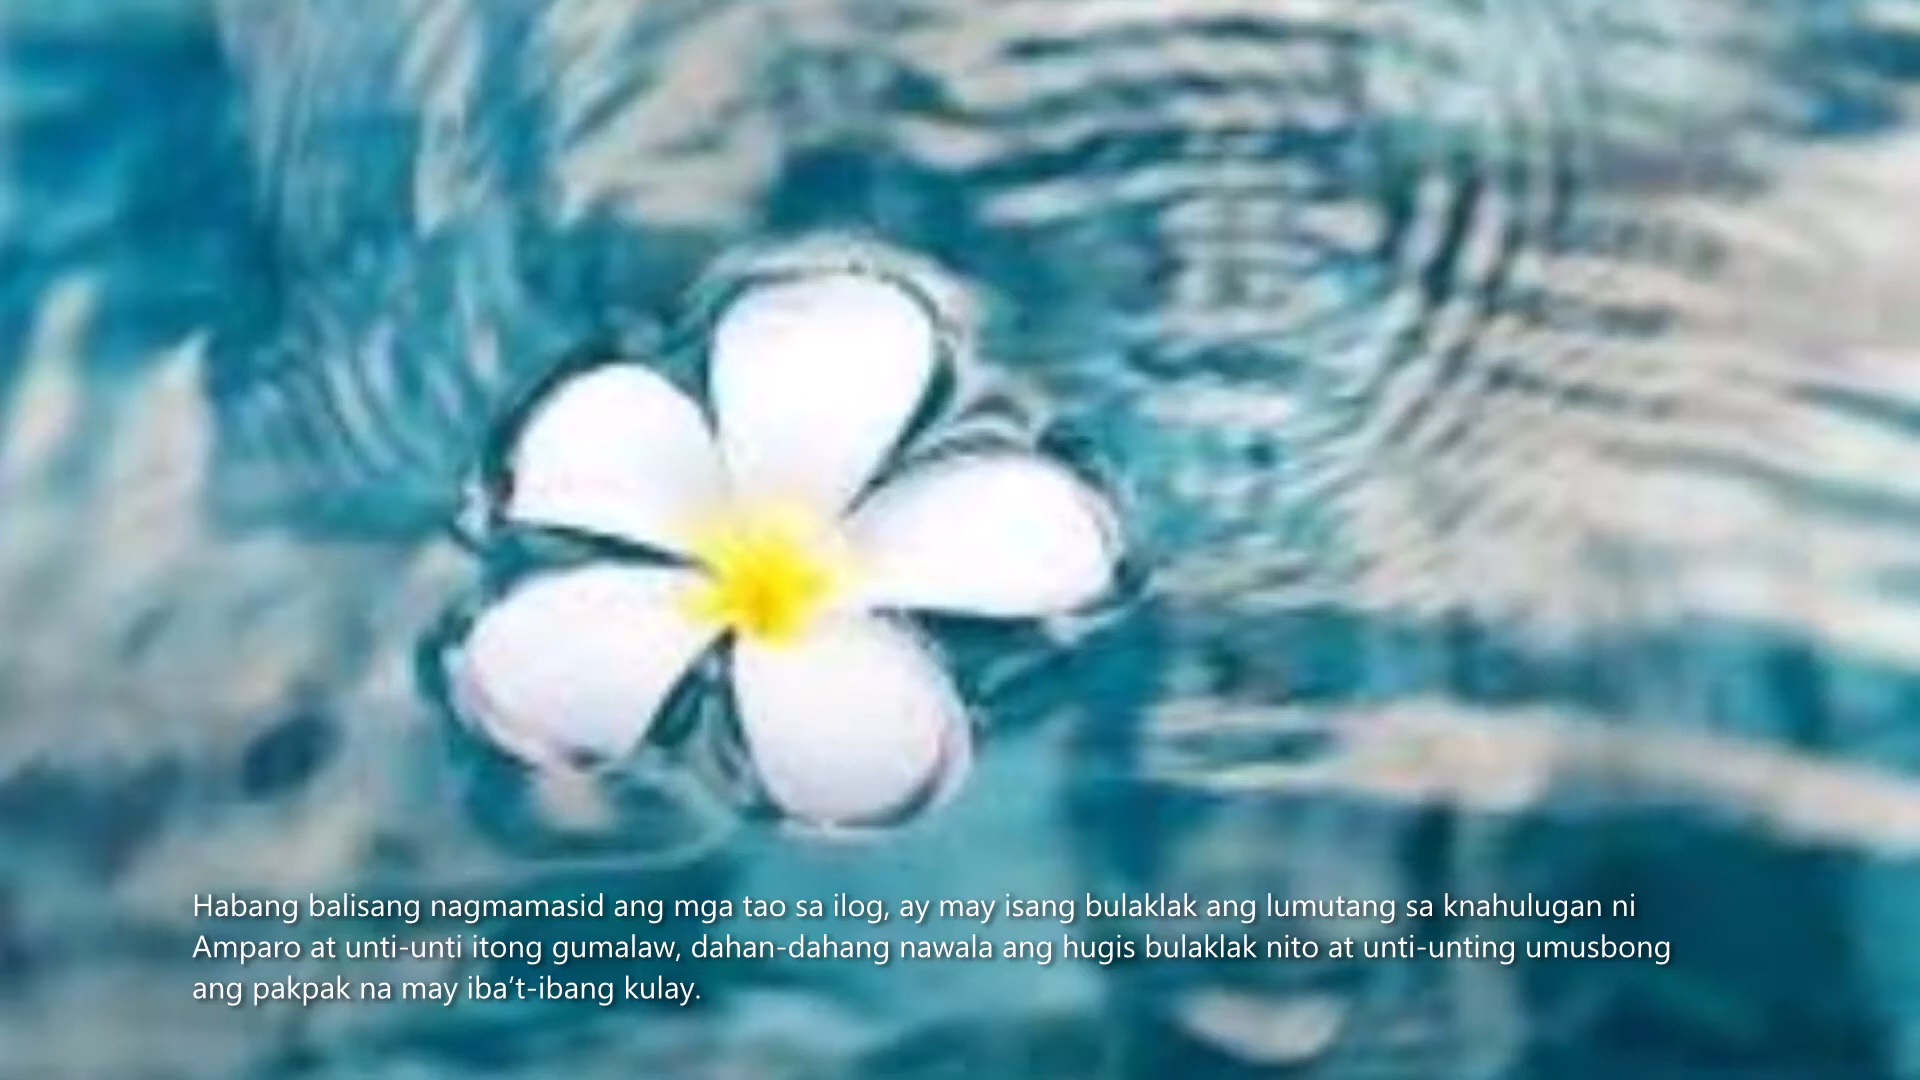 Habang balisang nagmamasid ang mga tao sa ilog, ay may isang bulaklak ang lumutang sa knahulugan ni
Amparo at unti-unti itong gumalaw, dahan-dahang nawala ang hugis bulaklak nito at unti-unting umusbong
ang pakpak na may iba’t-ibang kulay.